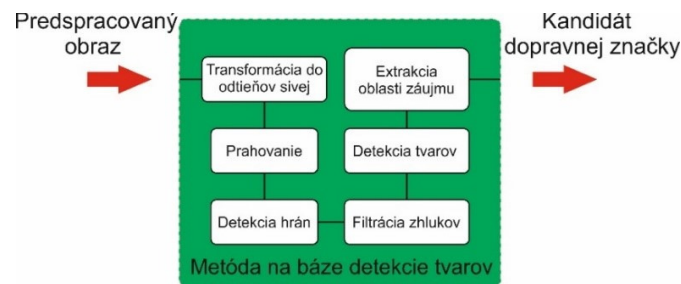 Predspracovaný
obraz
Transformácia do
odtieňov sivej
Prahovanie
Detekcia hrán
Filtrácia zhlukov
Detekcia tvarov
Extrakcia
oblasti záujmu
Kandidát
dopravnej značky
Metóda na báze detekcie tvarov